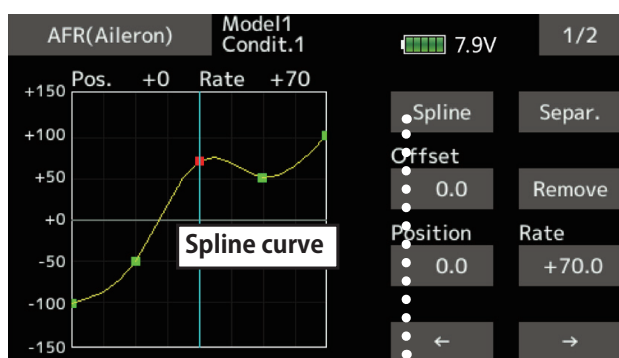 AFR(Aileron)
Model1
Condit.1
7.9V
1/2
Pos. +0 Rate +70
+150
+100
+50
+0
-50
-100
-150
Spline curve
Spline
Separ.
Offset
0.0
Remove
Position
Rate
0.0
+70.0
←
→